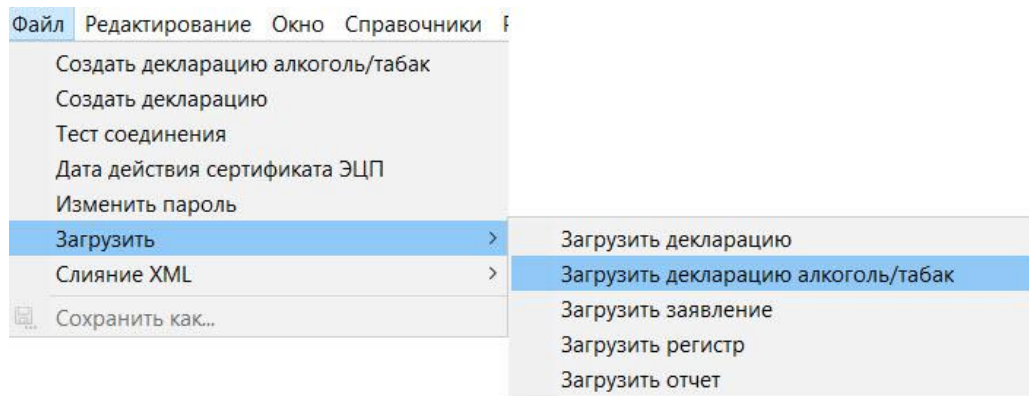 Файл Редактирование Окно Справочники
Создать декларацию алкоголь/табак
Создать декларацию
Тест соединения
Дата действия сертификата ЭЦП
Изменить пароль
Загрузить
Загрузить декларацию
Слияние XML
Загрузить декларацию алкоголь/табак
Сохранить как...
Загрузить заявление
Загрузить регистр
Загрузить отчет